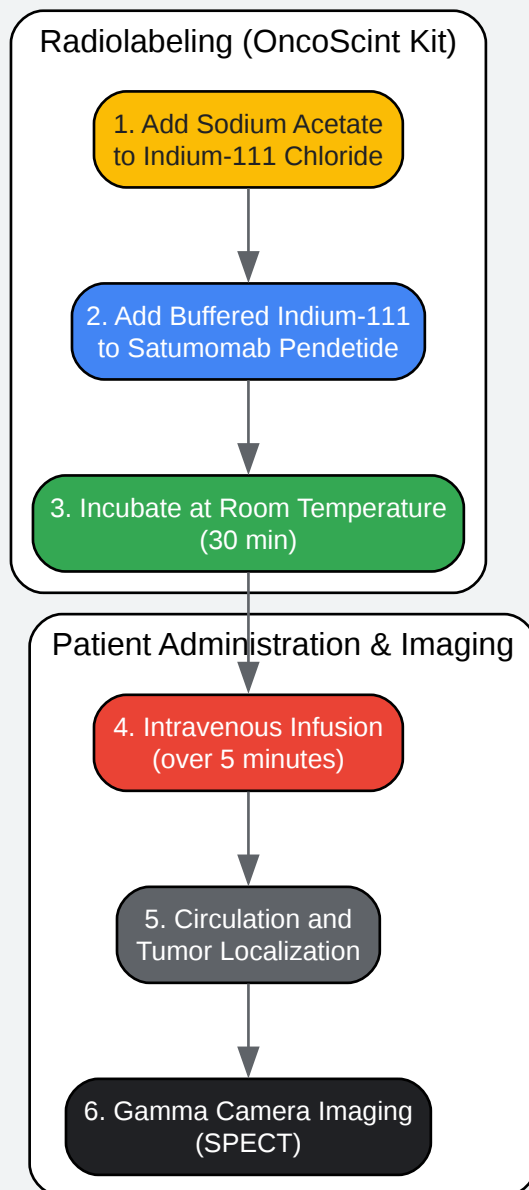 Radiolabeling (OncoScint Kit)
1. Add Sodium Acetate
to Indium-111 Chloride
2. Add Buffered Indium-111
to Satumomab Pendetide
3. Incubate at Room Temperature
(30 min)
Patient Administration & Imaging
4. Intravenous Infusion
(over 5 minutes)
5. Circulation and
Tumor Localization
6. Gamma Camera Imaging
(SPECT)